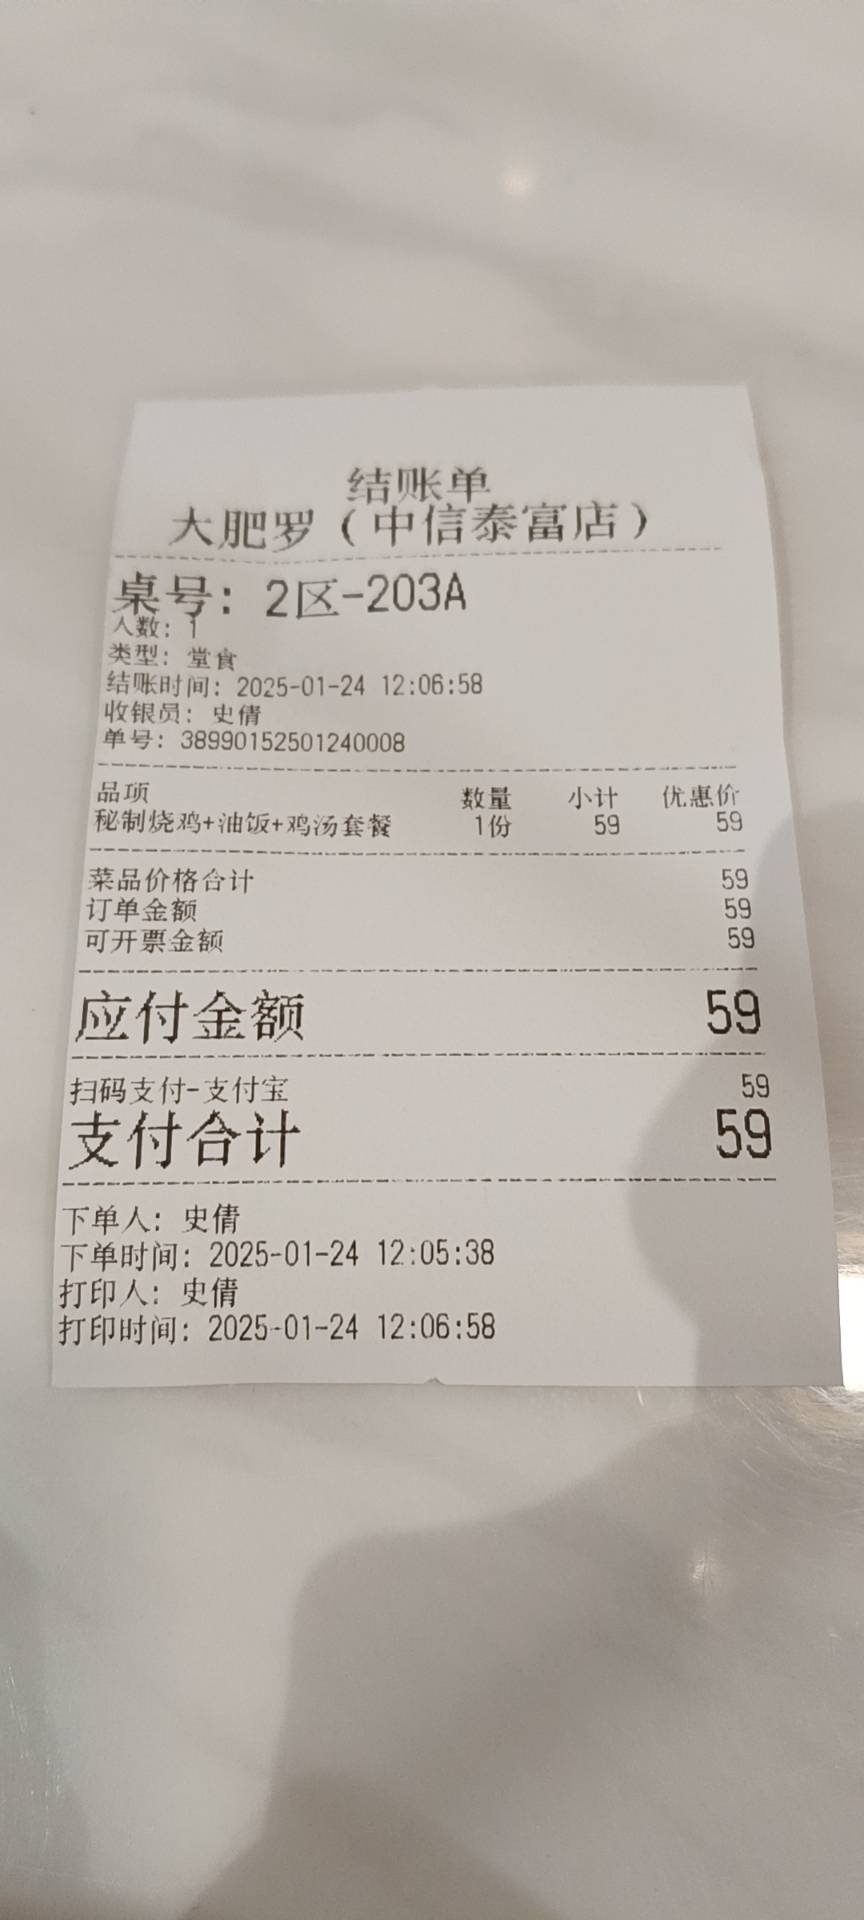 结账单
大肥罗（中信泰富店）
桌号：2区-203A
人数：1
类型：堂食
结账时间：2025-01-24 12:06:58
收银员：史倩
单号：38990152501240008
品项 数量 小计 优惠价
秘制烧鸡+油饭+鸡汤套餐 1份 59 59
菜品价格合计 59
订单金额 59
可开票金额 59
应付金额 59
扫码支付-支付宝 59
支付合计 59
下单人：史倩
下单时间：2025-01-24 12:05:38
打印人：史倩
打印时间：2025-01-24 12:06:58